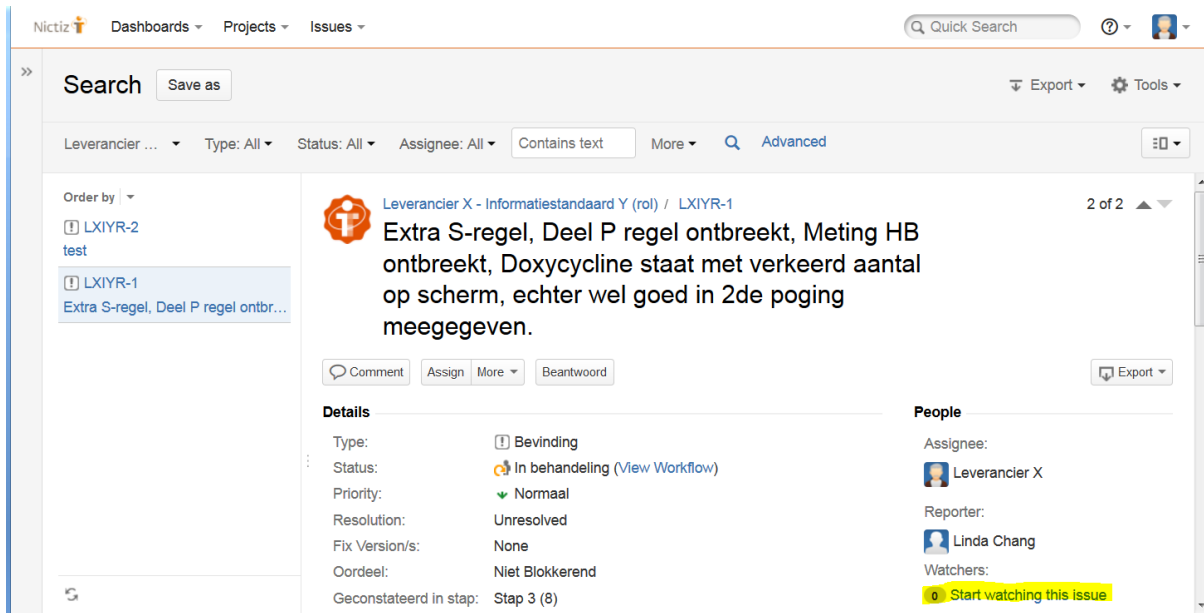 Nictiz Dashboards Projects Issues Quick Search
Search Save as Export Tools
Leverancier ... Type: All Status: All Assignee: All Contains text More Advanced
Order by
LXIYR-2
test
LXIYR-1
Extra S-regel, Deel P regel ontbr...
Leverancier X - Informatiestandaard Y (rol) / LXIYR-1 2 of 2
Extra S-regel, Deel P regel ontbreekt, Meting HB
ontbreekt, Doxycycline staat met verkeerd aantal
op scherm, echter wel goed in 2de poging
meegegeven.
Comment Assign More Beantwoord Export
Details
Type: Bevinding
Status: In behandeling (View Workflow)
Priority: Normaal
Resolution: Unresolved
Fix Version/s: None
Oordeel: Niet Blokkerend
Geconstateerd in stap: Stap 3 (8)
People
Assignee:
Leverancier X
Reporter:
Linda Chang
Watchers:
0 Start watching this issue